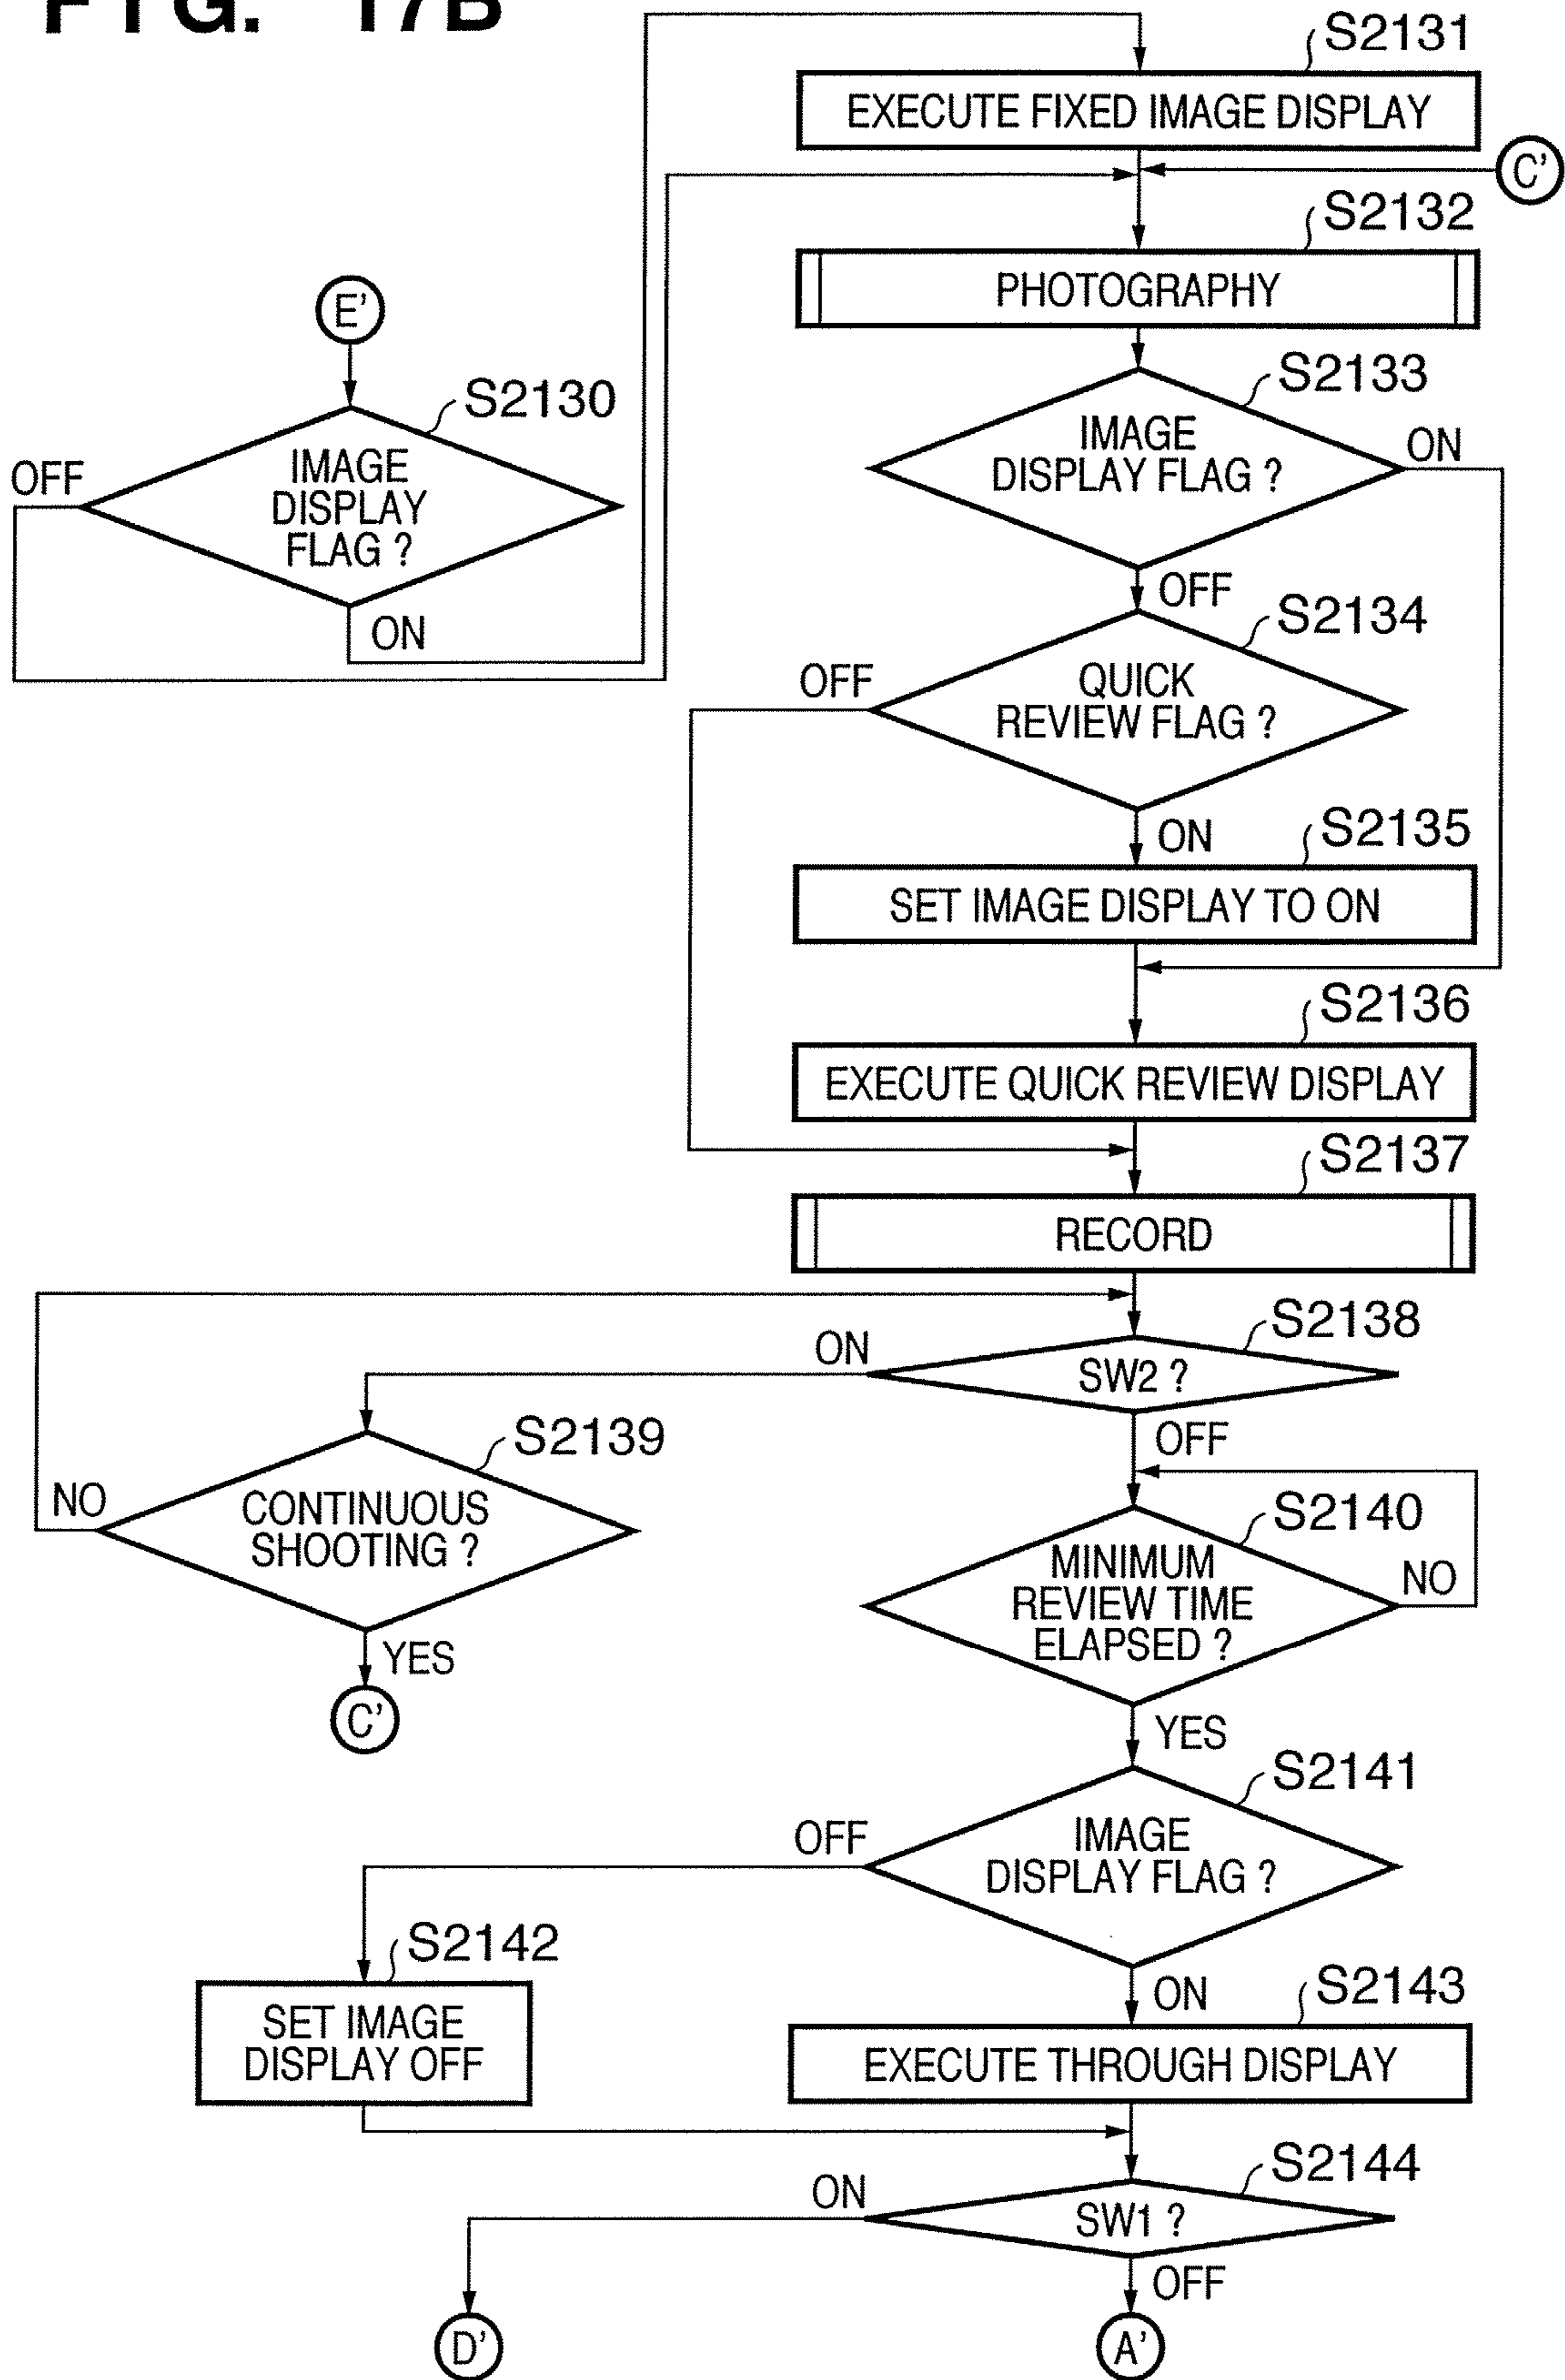 FIG. 17B
S2131
EXECUTE FIXED IMAGE DISPLAY
C'
S2132
PHOTOGRAPHY
E'
S2130
IMAGE
DISPLAY
FLAG ?
OFF
ON
S2133
IMAGE
DISPLAY FLAG ?
ON
OFF
S2134
QUICK
REVIEW FLAG ?
OFF
ON
S2135
SET IMAGE DISPLAY TO ON
S2136
EXECUTE QUICK REVIEW DISPLAY
S2137
RECORD
S2138
SW2 ?
ON
OFF
S2139
CONTINUOUS
SHOOTING ?
NO
YES
C'
S2140
MINIMUM
REVIEW TIME
ELAPSED ?
NO
YES
S2141
IMAGE
DISPLAY FLAG ?
OFF
ON
S2142
SET IMAGE
DISPLAY OFF
S2143
EXECUTE THROUGH DISPLAY
S2144
SW1 ?
ON
OFF
D'
A'